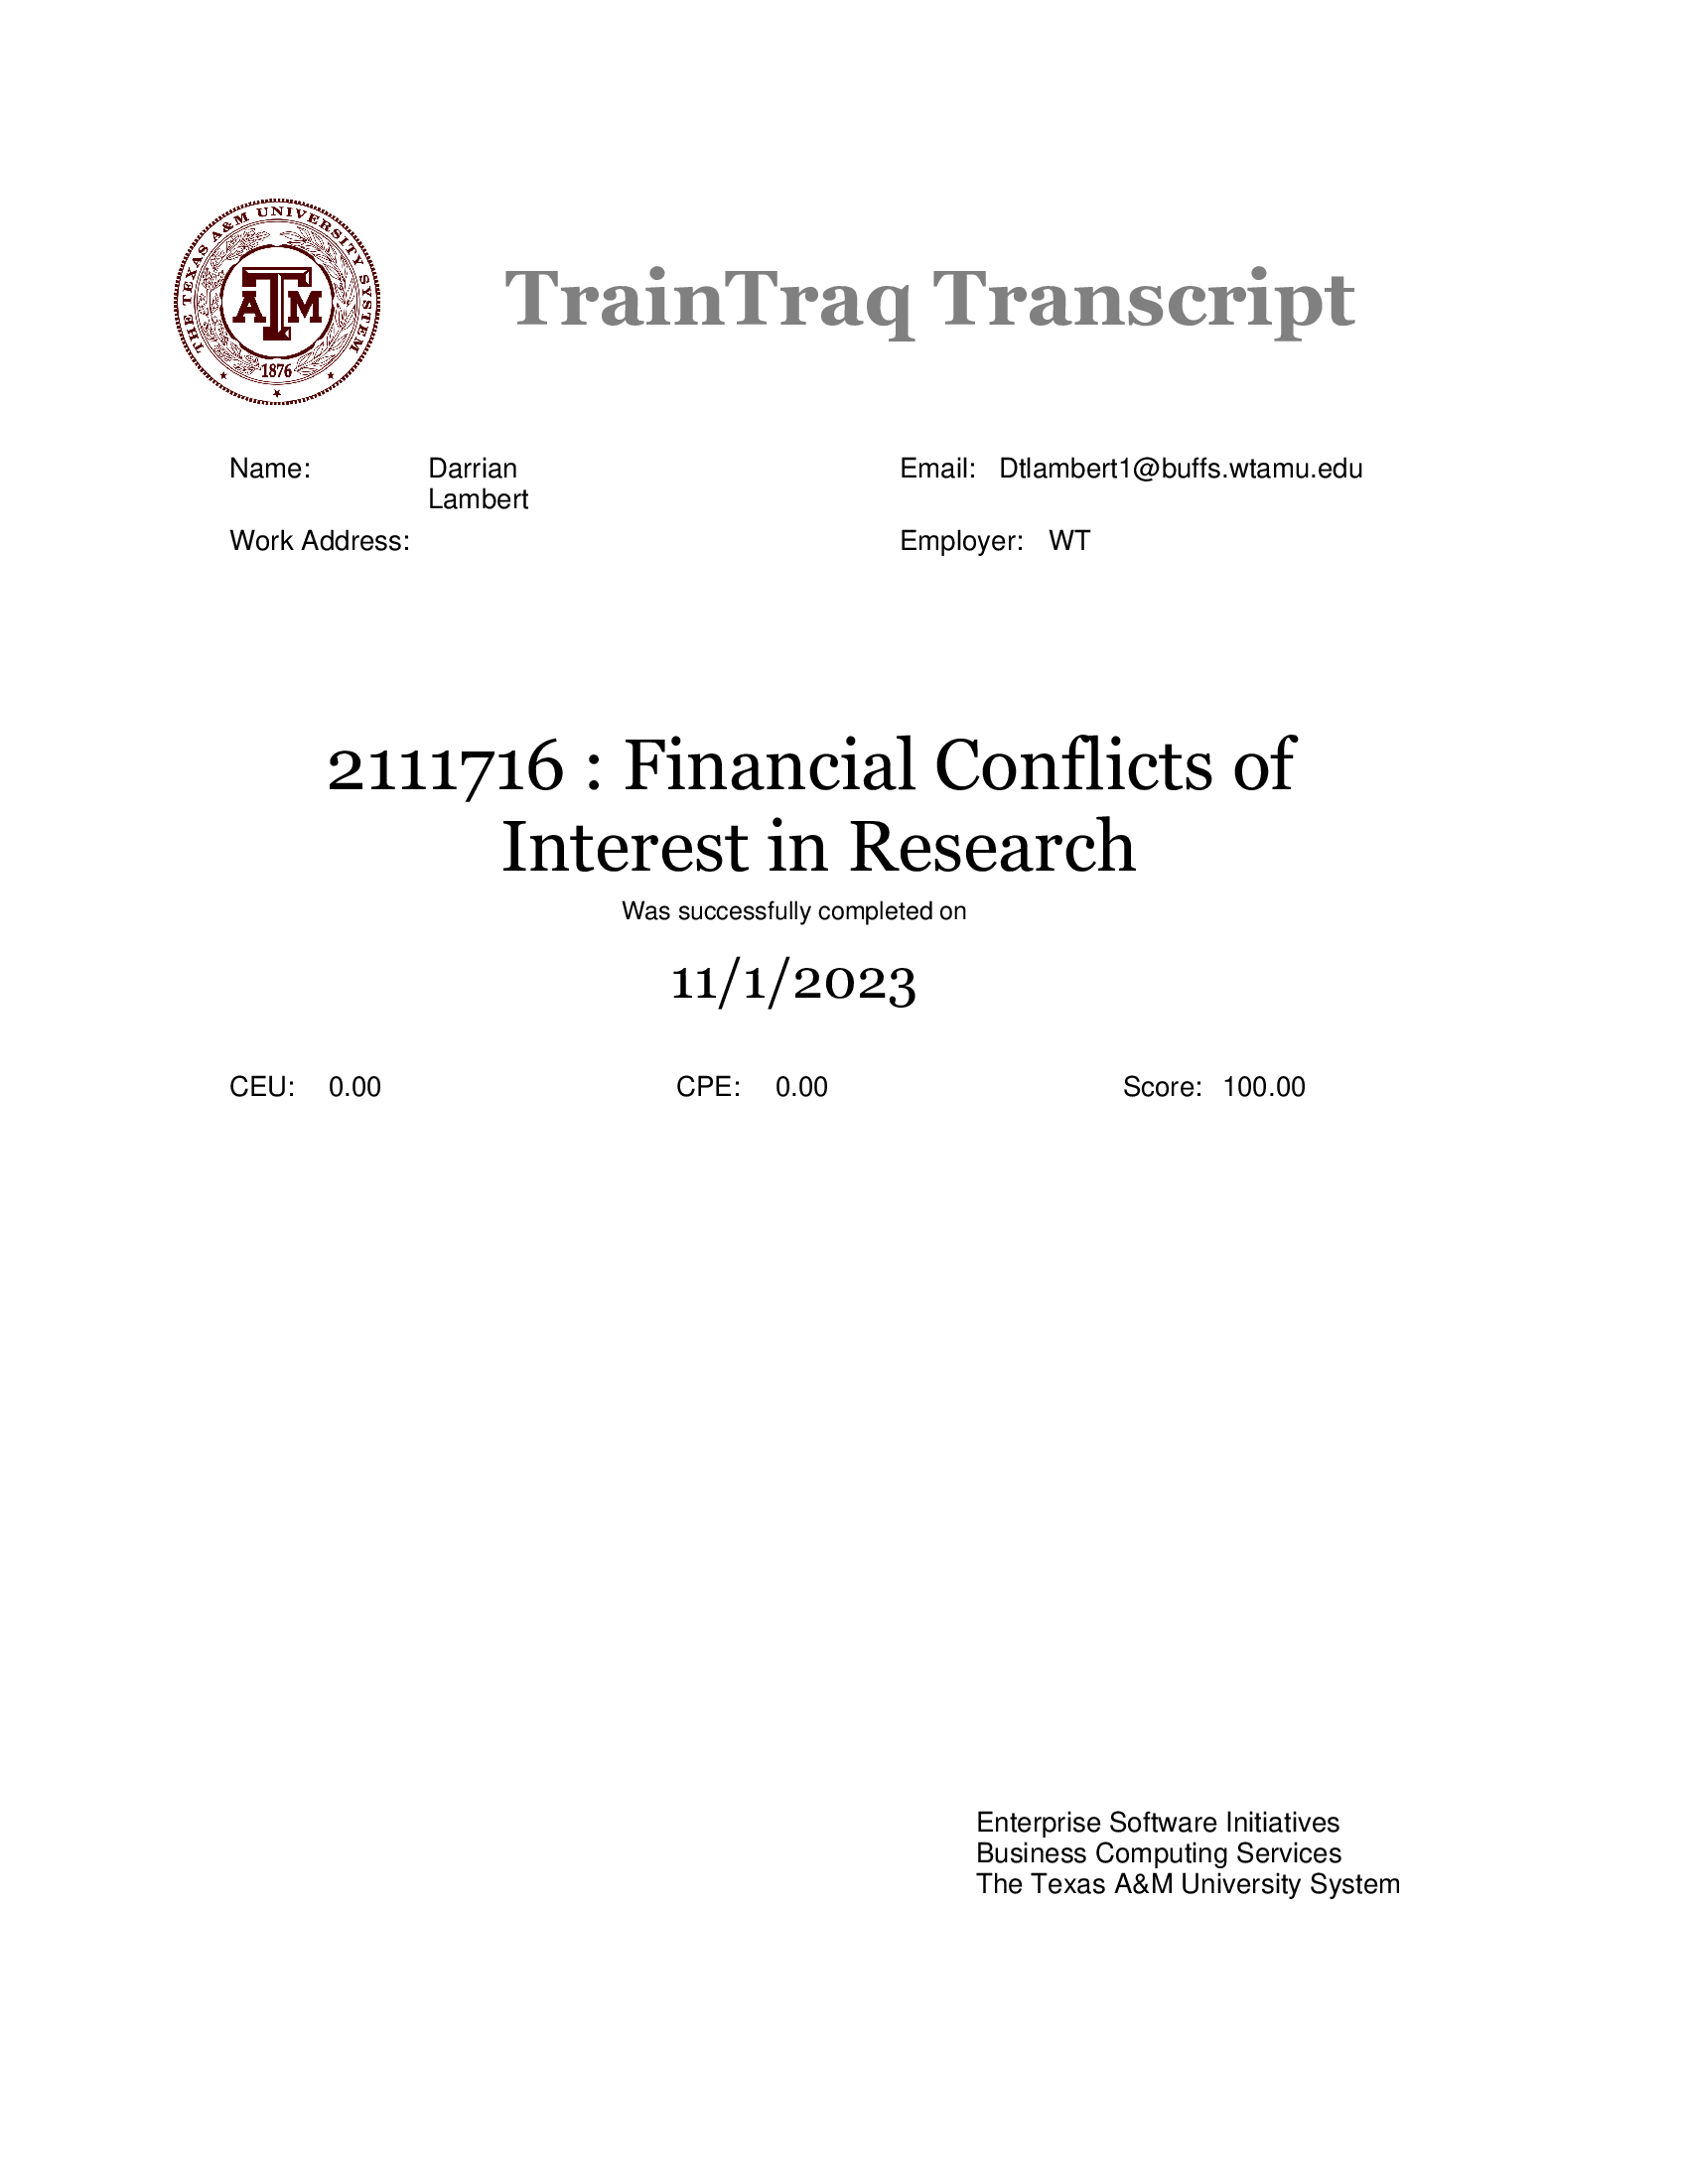 THE TEXAS A&M UNIVERSITY SYSTEM
ATM
1876
TrainTraq Transcript
Name: Darrian Lambert
Email: Dtlambert1@buffs.wtamu.edu
Work Address:
Employer: WT
2111716 : Financial Conflicts of
Interest in Research
Was successfully completed on
11/1/2023
CEU: 0.00 CPE: 0.00 Score: 100.00
Enterprise Software Initiatives
Business Computing Services
The Texas A&M University System